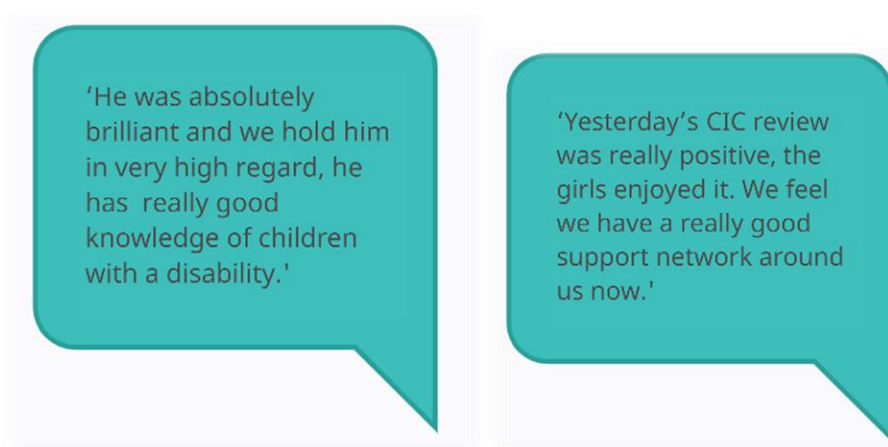 ‘He was absolutely
brilliant and we hold him
in very high regard, he
has  really good
knowledge of children
with a disability.'
‘Yesterday’s CIC review
was really positive, the
girls enjoyed it. We feel
we have a really good
support network around
us now.'